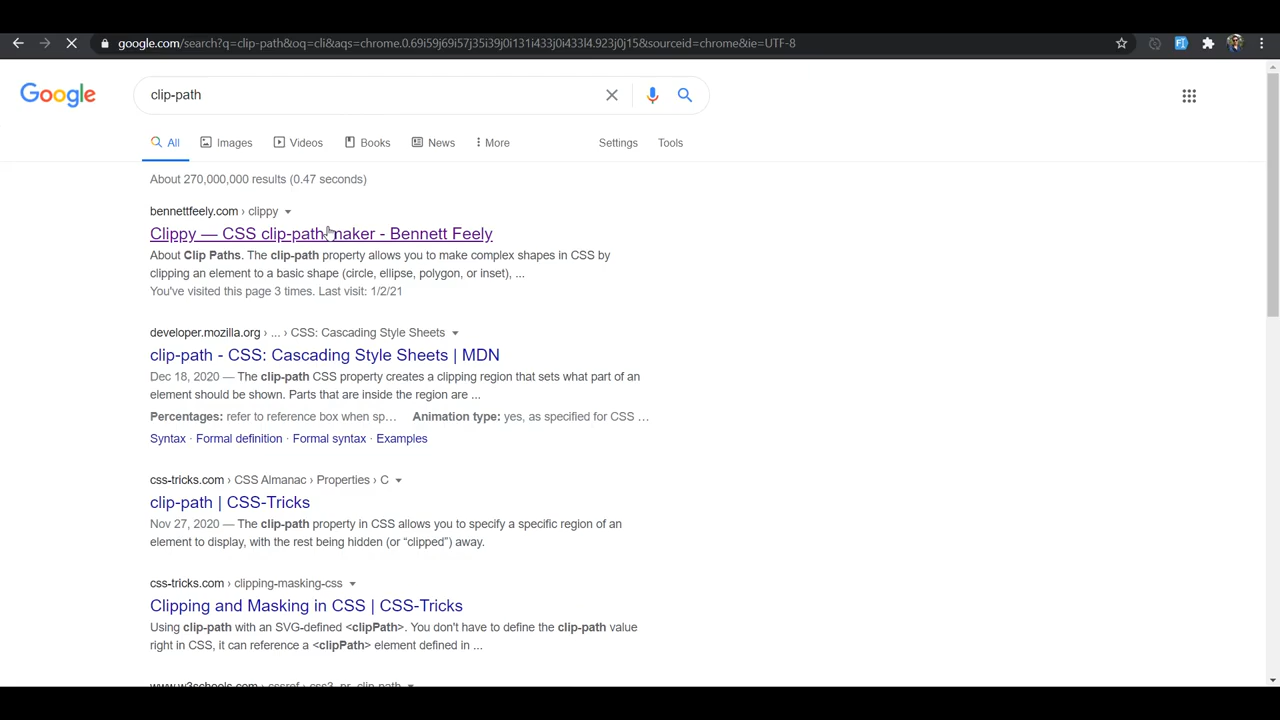 google.com/search?q=clip-path&oq=cli&aqs=chrome.0.69i59j69i57j35i39j0i131i433j0i433l4.923j0j15&sourceid=chrome&ie=UTF-8
Google
clip-path
All Images Videos Books News More Settings Tools
About 270,000,000 results (0.47 seconds)
bennettfeely.com › clippy
Clippy — CSS clip-path maker - Bennett Feely
About Clip Paths. The clip-path property allows you to make complex shapes in CSS by
clipping an element to a basic shape (circle, ellipse, polygon, or inset), ...
You've visited this page 3 times. Last visit: 1/2/21
developer.mozilla.org › ... › CSS: Cascading Style Sheets
clip-path - CSS: Cascading Style Sheets | MDN
Dec 18, 2020 — The clip-path CSS property creates a clipping region that sets what part of an
element should be shown. Parts that are inside the region are ...
Percentages: refer to reference box when sp... Animation type: yes, as specified for CSS ...
Syntax · Formal definition · Formal syntax · Examples
css-tricks.com › CSS Almanac › Properties › C
clip-path | CSS-Tricks
Nov 27, 2020 — The clip-path property in CSS allows you to specify a specific region of an
element to display, with the rest being hidden (or “clipped”) away.
css-tricks.com › clipping-masking-css
Clipping and Masking in CSS | CSS-Tricks
Using clip-path with an SVG-defined <clipPath>. You don't have to define the clip-path value
right in CSS, it can reference a <clipPath> element defined in ...
www.w3schools.com › cssref › css3_pr_clip-path